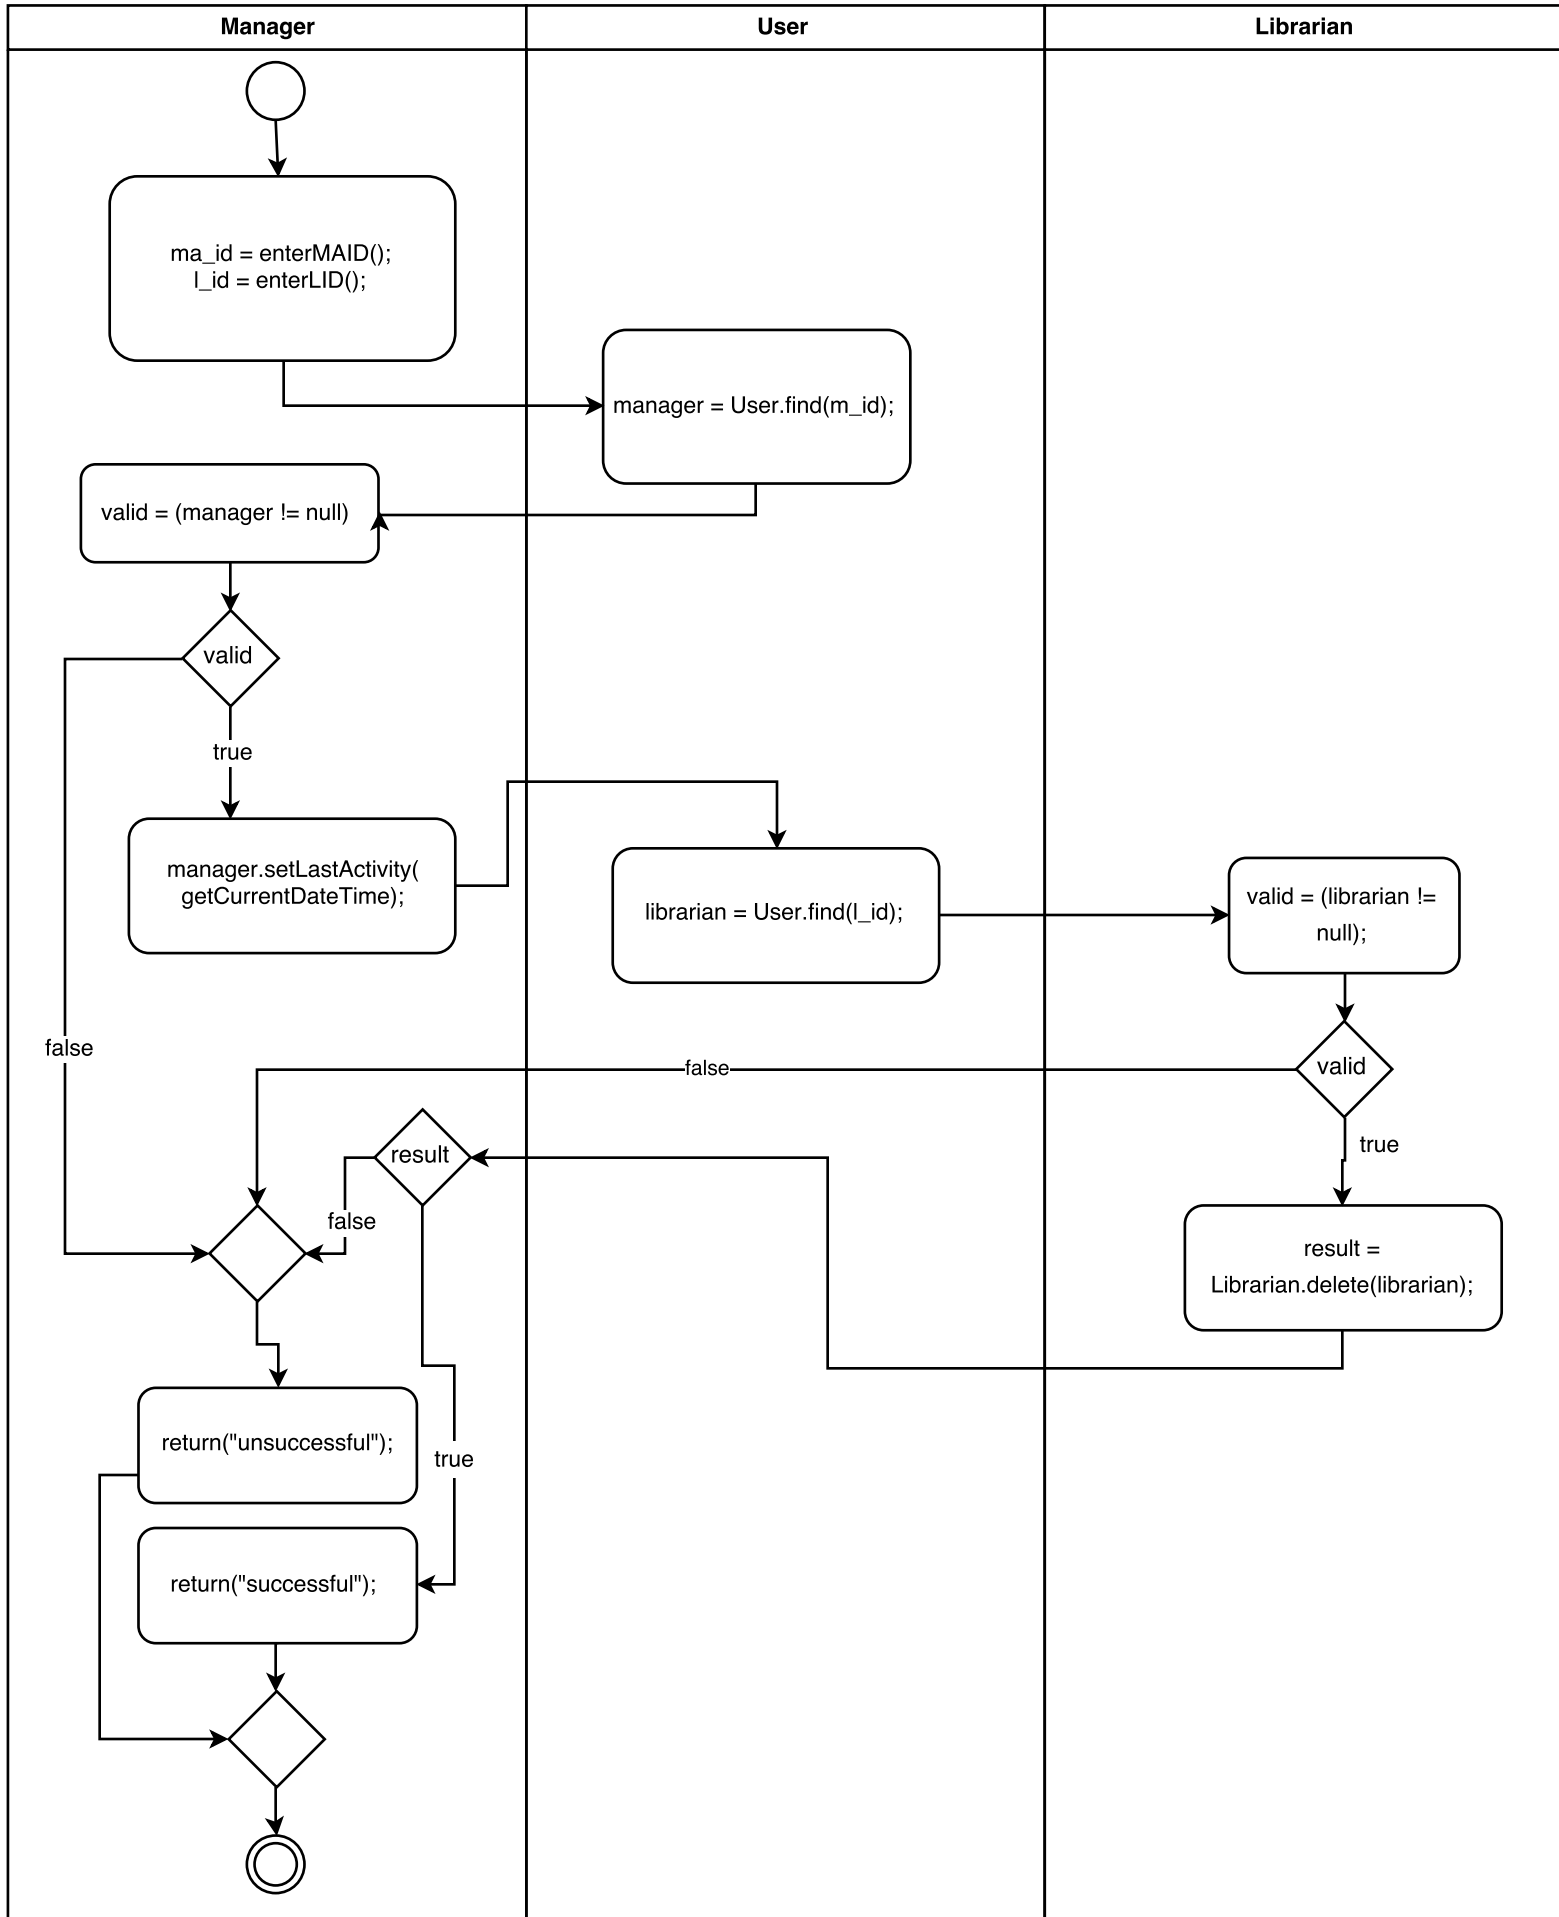 Manager
User
Librarian
ma_id = enterMAID();
l_id = enterLID();
manager = User.find(m_id);
valid = (manager != null)
valid
true
manager.setLastActivity(
getCurrentDateTime);
librarian = User.find(l_id);
valid = (librarian !=
null);
false
valid
false
true
result
false
result =
Librarian.delete(librarian);
return("unsuccessful");
true
return("successful");